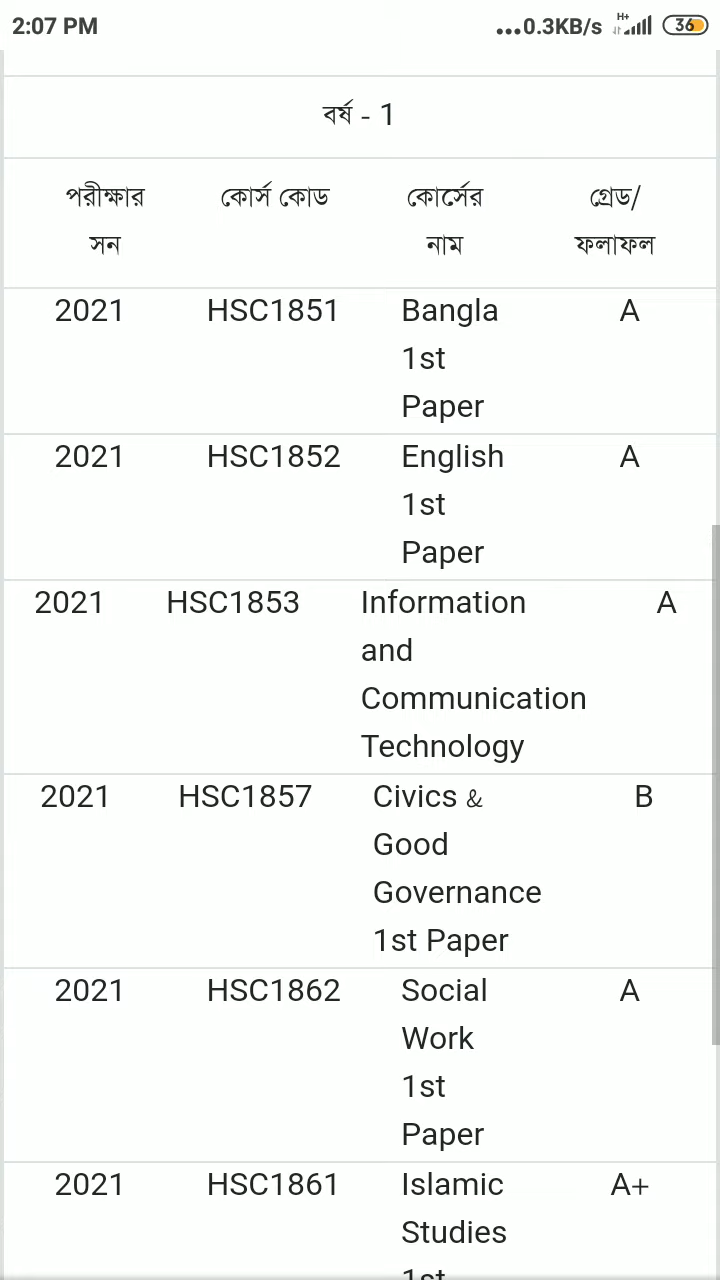 2:07 PM ...0.3KB/s H+ 36
বর্ষ - 1
পরীক্ষার সন কোর্স কোড কোর্সের নাম গ্রেড/ ফলাফল
2021 HSC1851 Bangla 1st Paper A
2021 HSC1852 English 1st Paper A
2021 HSC1853 Information and Communication Technology A
2021 HSC1857 Civics & Good Governance 1st Paper B
2021 HSC1862 Social Work 1st Paper A
2021 HSC1861 Islamic Studies 1st A+